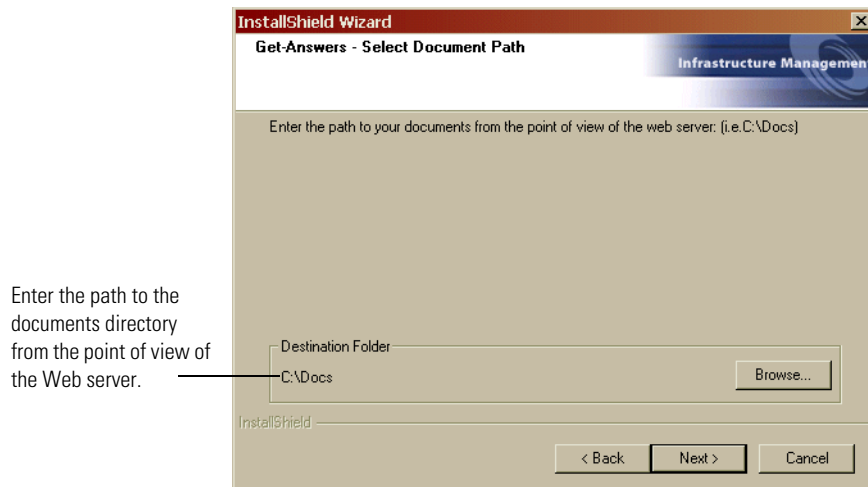 InstallShield Wizard
Get-Answers - Select Document Path
Infrastructure Management
Enter the path to your documents from the point of view of the web server: (i.e.C:\Docs)
Enter the path to the
documents directory
from the point of view of
the Web server.
Destination Folder
C:\Docs
Browse...
InstallShield
< Back
Next >
Cancel